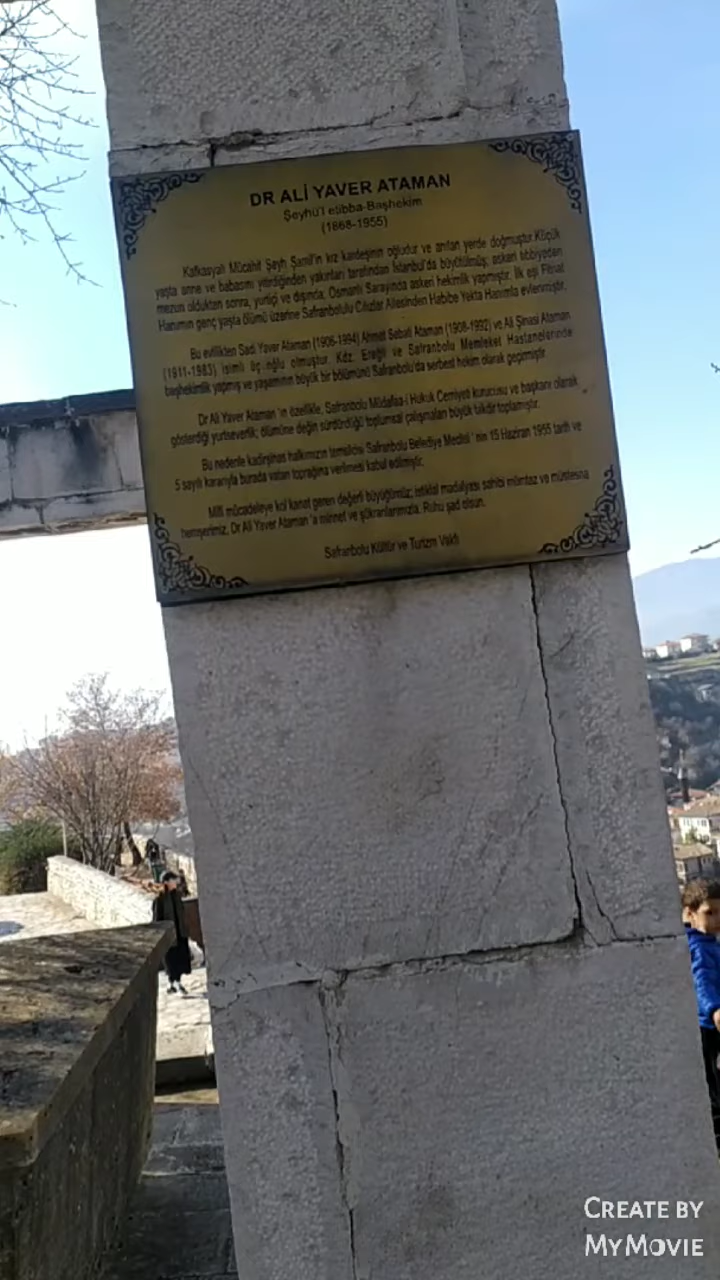 DR ALİ YAVER ATAMAN
Şeyhü'l etibba-Başhekim
(1868-1955)
Kafkasyalı Mücahit Şeyh Şamil'in kız kardeşinin oğludur ve anılan yerde doğmuştur. Küçük
yaşta anne ve babasını yitirdiğinden yakınları tarafından İstanbul'da büyütülmüş; askeri tıbbiyeden
mezun olduktan sonra, yurtiçi ve dışında, Osmanlı Sarayında askeri hekimlik yapmıştır. İlk eşi Fitnat
Hanımın genç yaşta ölümü üzerine Safranbolulu Cılızlar Ailesinden Habibe Yekta Hanımla evlenmiştir.
Bu evlilikten Sadi Yaver Ataman (1906-1994) Ahmet Sebati Ataman (1908-1992) ve Ali Şinasi Ataman
(1911-1983) isimli üç oğlu olmuştur. Kdz. Ereğli ve Safranbolu Memleket Hastanelerinde
başhekimlik yapmış ve yaşamının büyük bir bölümünü Safranbolu'da serbest hekim olarak geçirmiştir.
Dr Ali Yaver Ataman 'ın özellikle, Safranbolu Müdafaa-i Hukuk Cemiyeti kurucusu ve başkanı olarak
gösterdiği yurtseverlik; ölümüne değin sürdürdüğü toplumsal çalışmaları büyük takdir toplamıştır.
Bu nedenle kadirşinas halkımızın temsilcisi Safranbolu Belediye Meclisi ' nin 15 Haziran 1955 tarih ve
5 sayılı kararıyla burada vatan toprağına verilmesi kabul edilmiştir.
Milli mücadeleye kol kanat geren değerli büyüğümüz; istiklal madalyası sahibi mümtaz ve müstesna
hemşerimiz, Dr Ali Yaver Ataman 'a minnet ve şükranlarımızla. Ruhu şad olsun.
Safranbolu Kültür ve Turizm Vakfı
CREATE BY
MYMOVIE